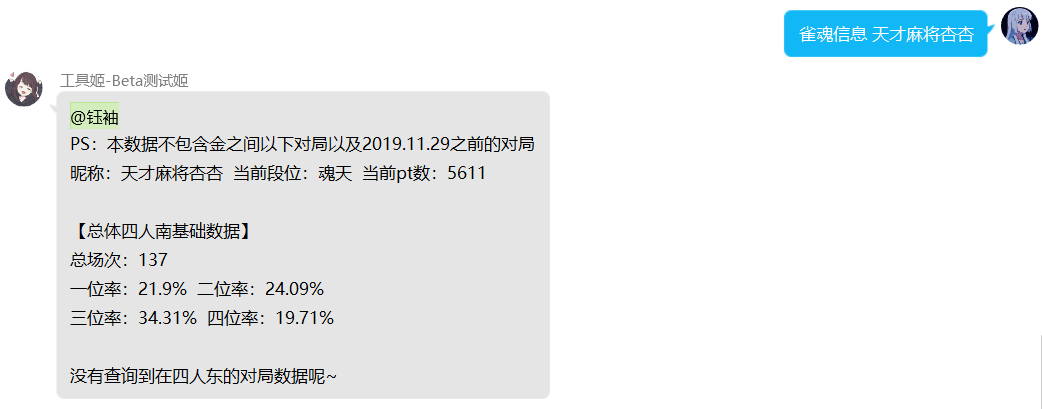 雀魂信息 天才麻将杏杏
工具姬-Beta测试姬
@钰袖
PS：本数据不包含金之间以下对局以及2019.11.29之前的对局
昵称：天才麻将杏杏 当前段位：魂天 当前pt数：5611
【总体四人南基础数据】
总场次：137
一位率：21.9% 二位率：24.09%
三位率：34.31% 四位率：19.71%
没有查询到在四人东的对局数据呢~